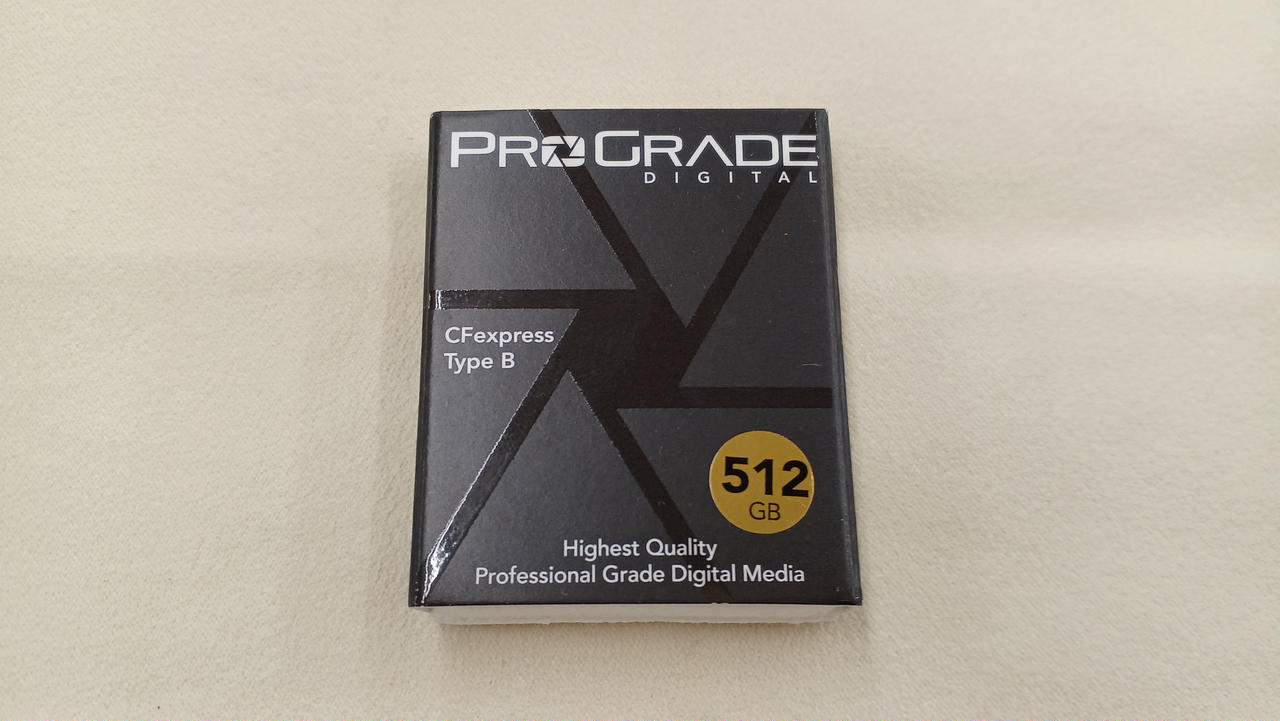 PROGRADE
DIGITAL
CFexpress
Type B
512
GB
Highest Quality
Professional Grade Digital Media